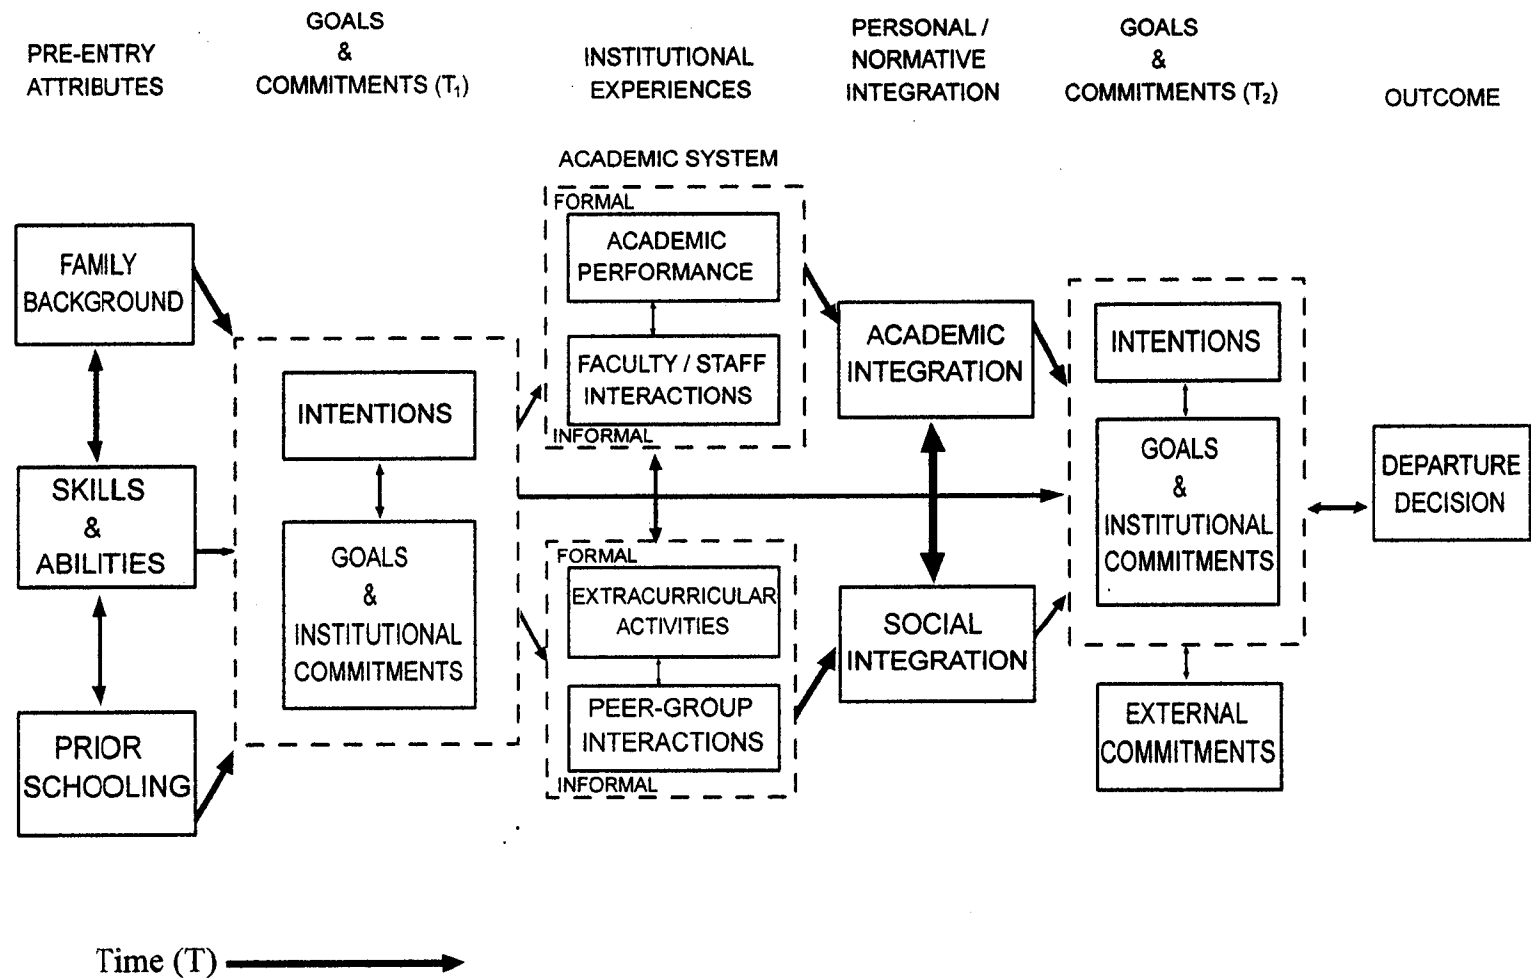 PRE-ENTRY
ATTRIBUTES
GOALS
&
COMMITMENTS (T₁)
INSTITUTIONAL
EXPERIENCES
PERSONAL /
NORMATIVE
INTEGRATION
GOALS
&
COMMITMENTS (T₂)
OUTCOME
FAMILY
BACKGROUND
SKILLS
&
ABILITIES
PRIOR
SCHOOLING
INTENTIONS
GOALS
&
INSTITUTIONAL
COMMITMENTS
ACADEMIC SYSTEM
FORMAL
ACADEMIC
PERFORMANCE
FACULTY / STAFF
INTERACTIONS
INFORMAL
FORMAL
EXTRACURRICULAR
ACTIVITIES
PEER-GROUP
INTERACTIONS
INFORMAL
ACADEMIC
INTEGRATION
SOCIAL
INTEGRATION
INTENTIONS
GOALS
&
INSTITUTIONAL
COMMITMENTS
EXTERNAL
COMMITMENTS
DEPARTURE
DECISION
Time (T)